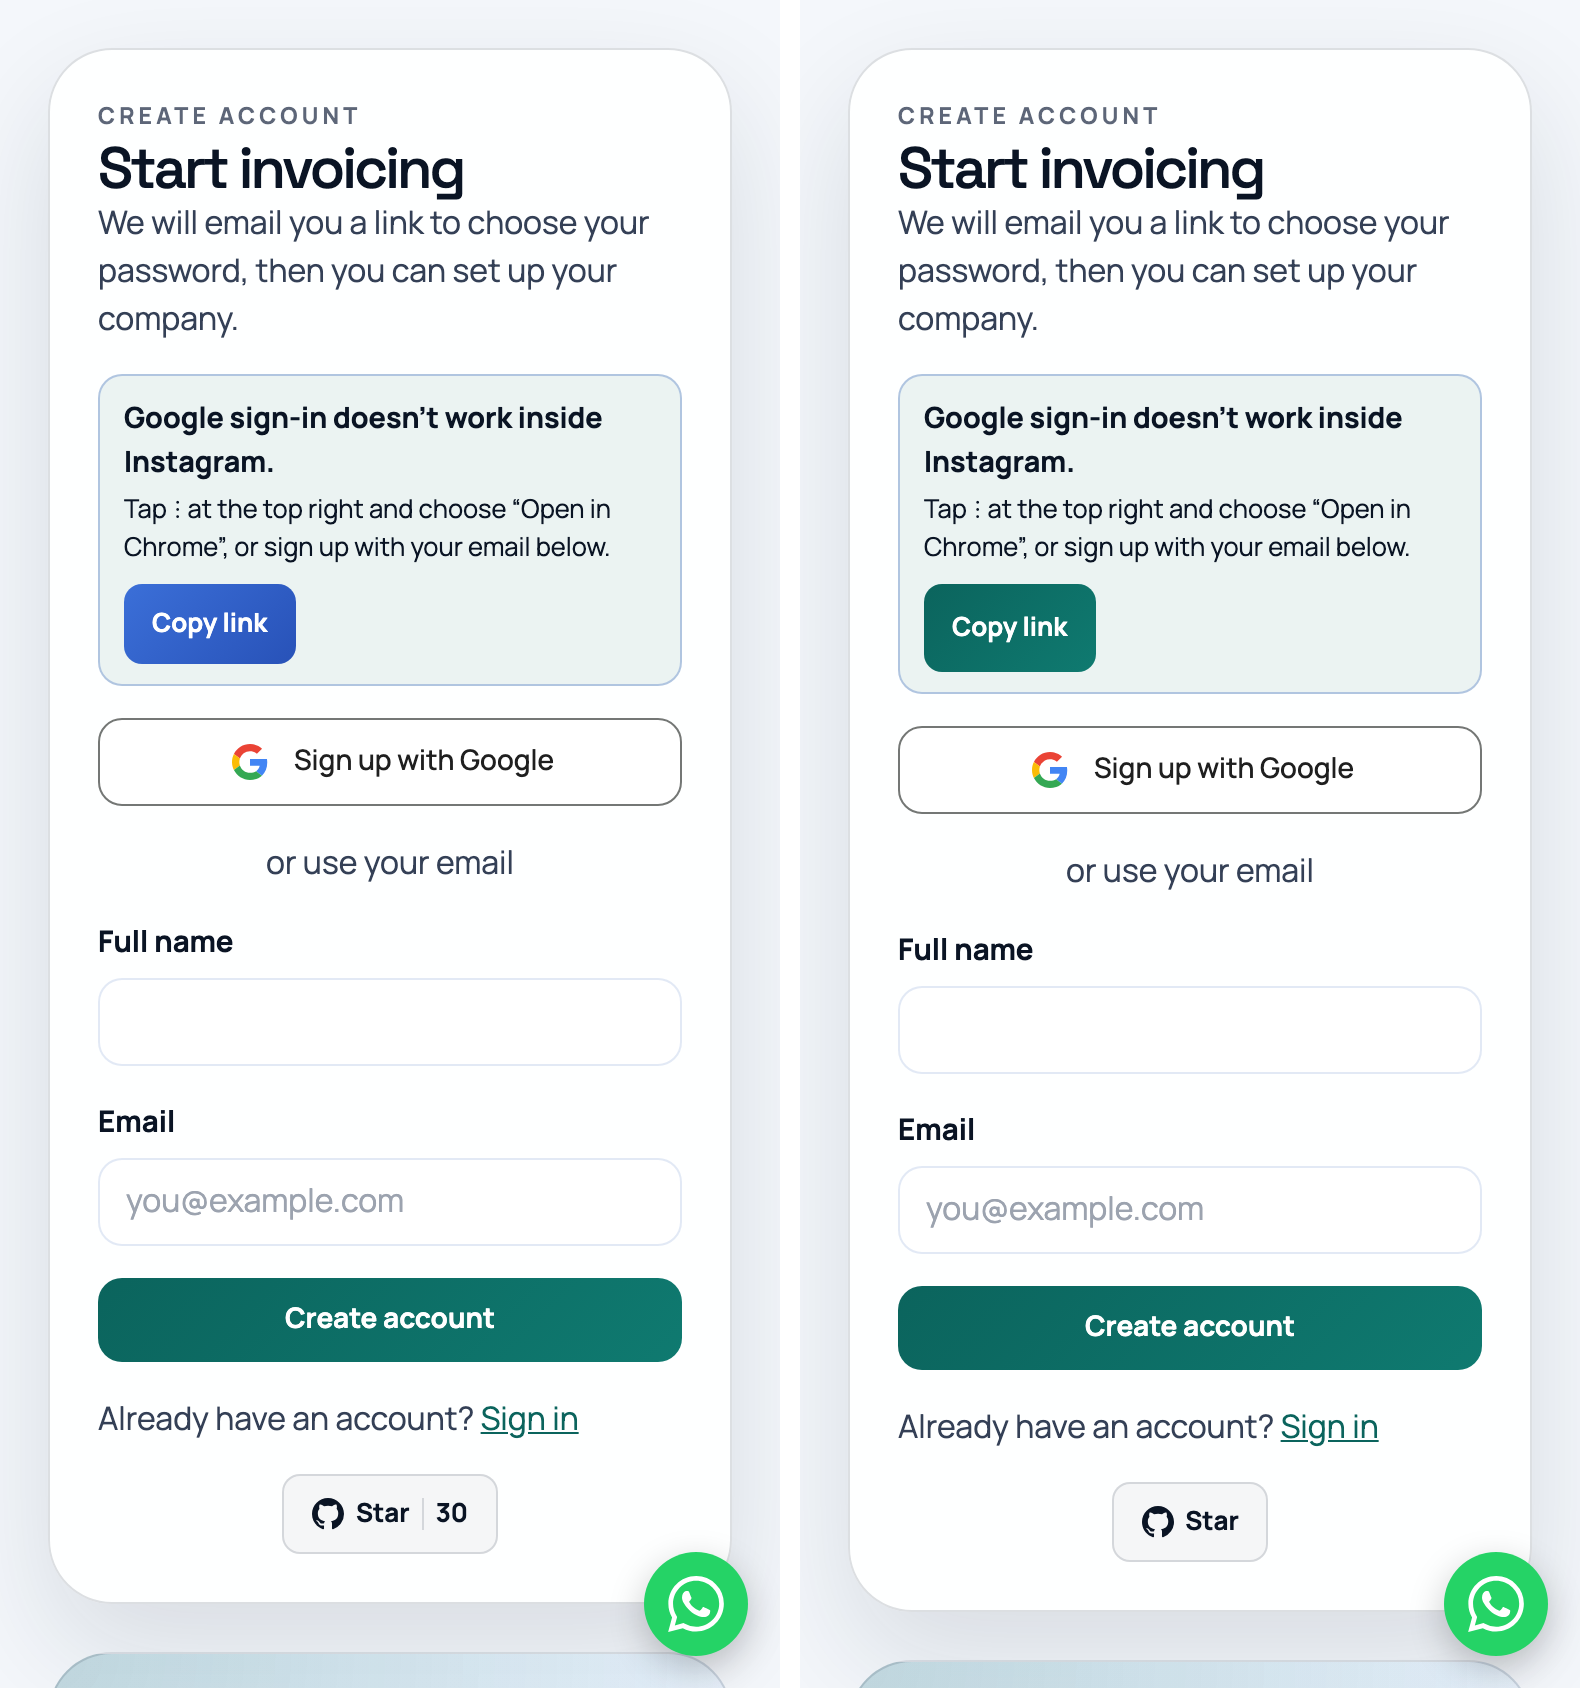 CREATE ACCOUNT
Start invoicing
We will email you a link to choose your
password, then you can set up your
company.
Google sign-in doesn’t work inside
Instagram.
Tap ⋮ at the top right and choose “Open in
Chrome”, or sign up with your email below.
Copy link
Sign up with Google
or use your email
Full name
Email
you@example.com
Create account
Already have an account? Sign in
Star 30
CREATE ACCOUNT
Start invoicing
We will email you a link to choose your
password, then you can set up your
company.
Google sign-in doesn’t work inside
Instagram.
Tap ⋮ at the top right and choose “Open in
Chrome”, or sign up with your email below.
Copy link
Sign up with Google
or use your email
Full name
Email
you@example.com
Create account
Already have an account? Sign in
Star